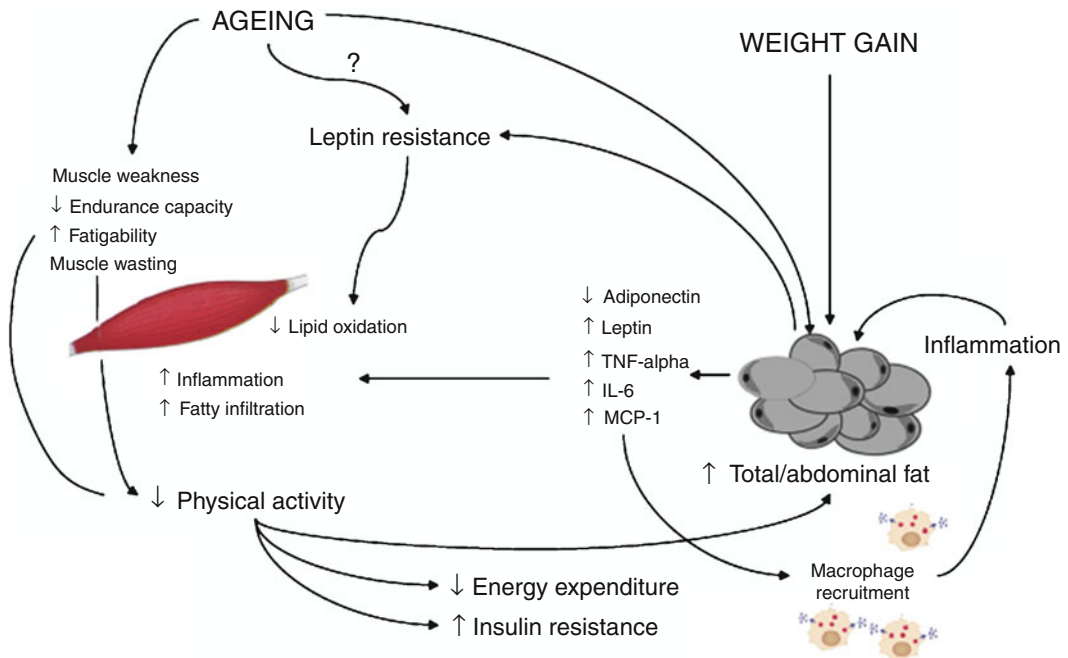 AGEING
WEIGHT GAIN
?
Leptin resistance
Muscle weakness
↓ Endurance capacity
↑ Fatigability
Muscle wasting
↓ Lipid oxidation
↑ Inflammation
↑ Fatty infiltration
↓ Adiponectin
↑ Leptin
↑ TNF-alpha
↑ IL-6
↑ MCP-1
Inflammation
↑ Total/abdominal fat
↓ Physical activity
Macrophage
recruitment
↓ Energy expenditure
↑ Insulin resistance